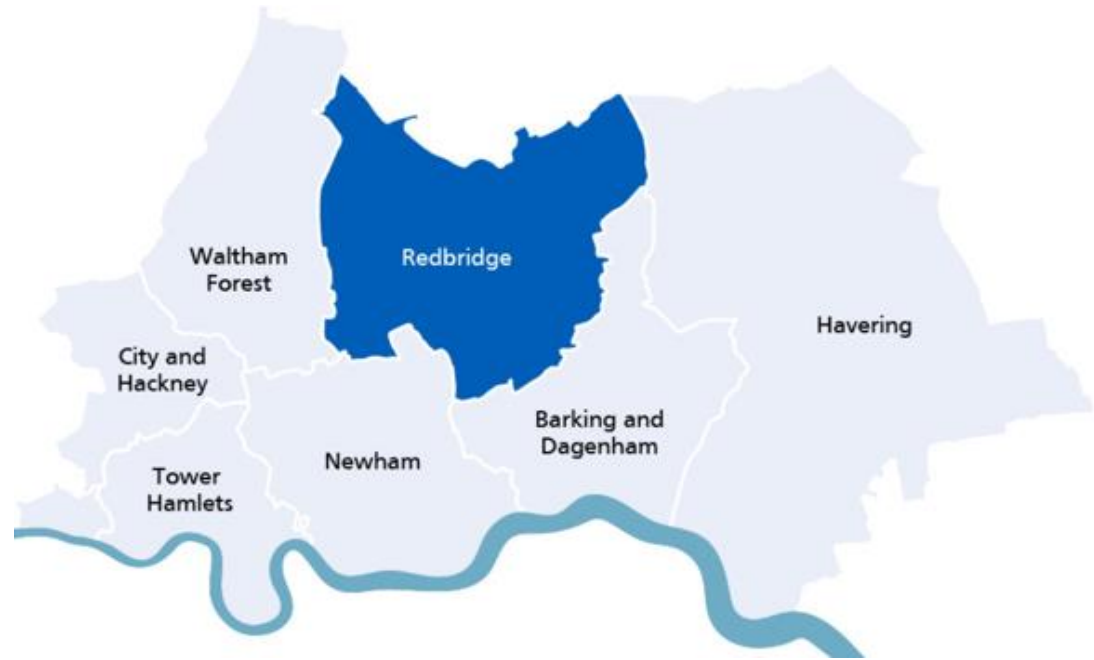 Waltham
Forest
Redbridge
Havering
City and
Hackney
Barking and
Dagenham
Newham
Tower
Hamlets